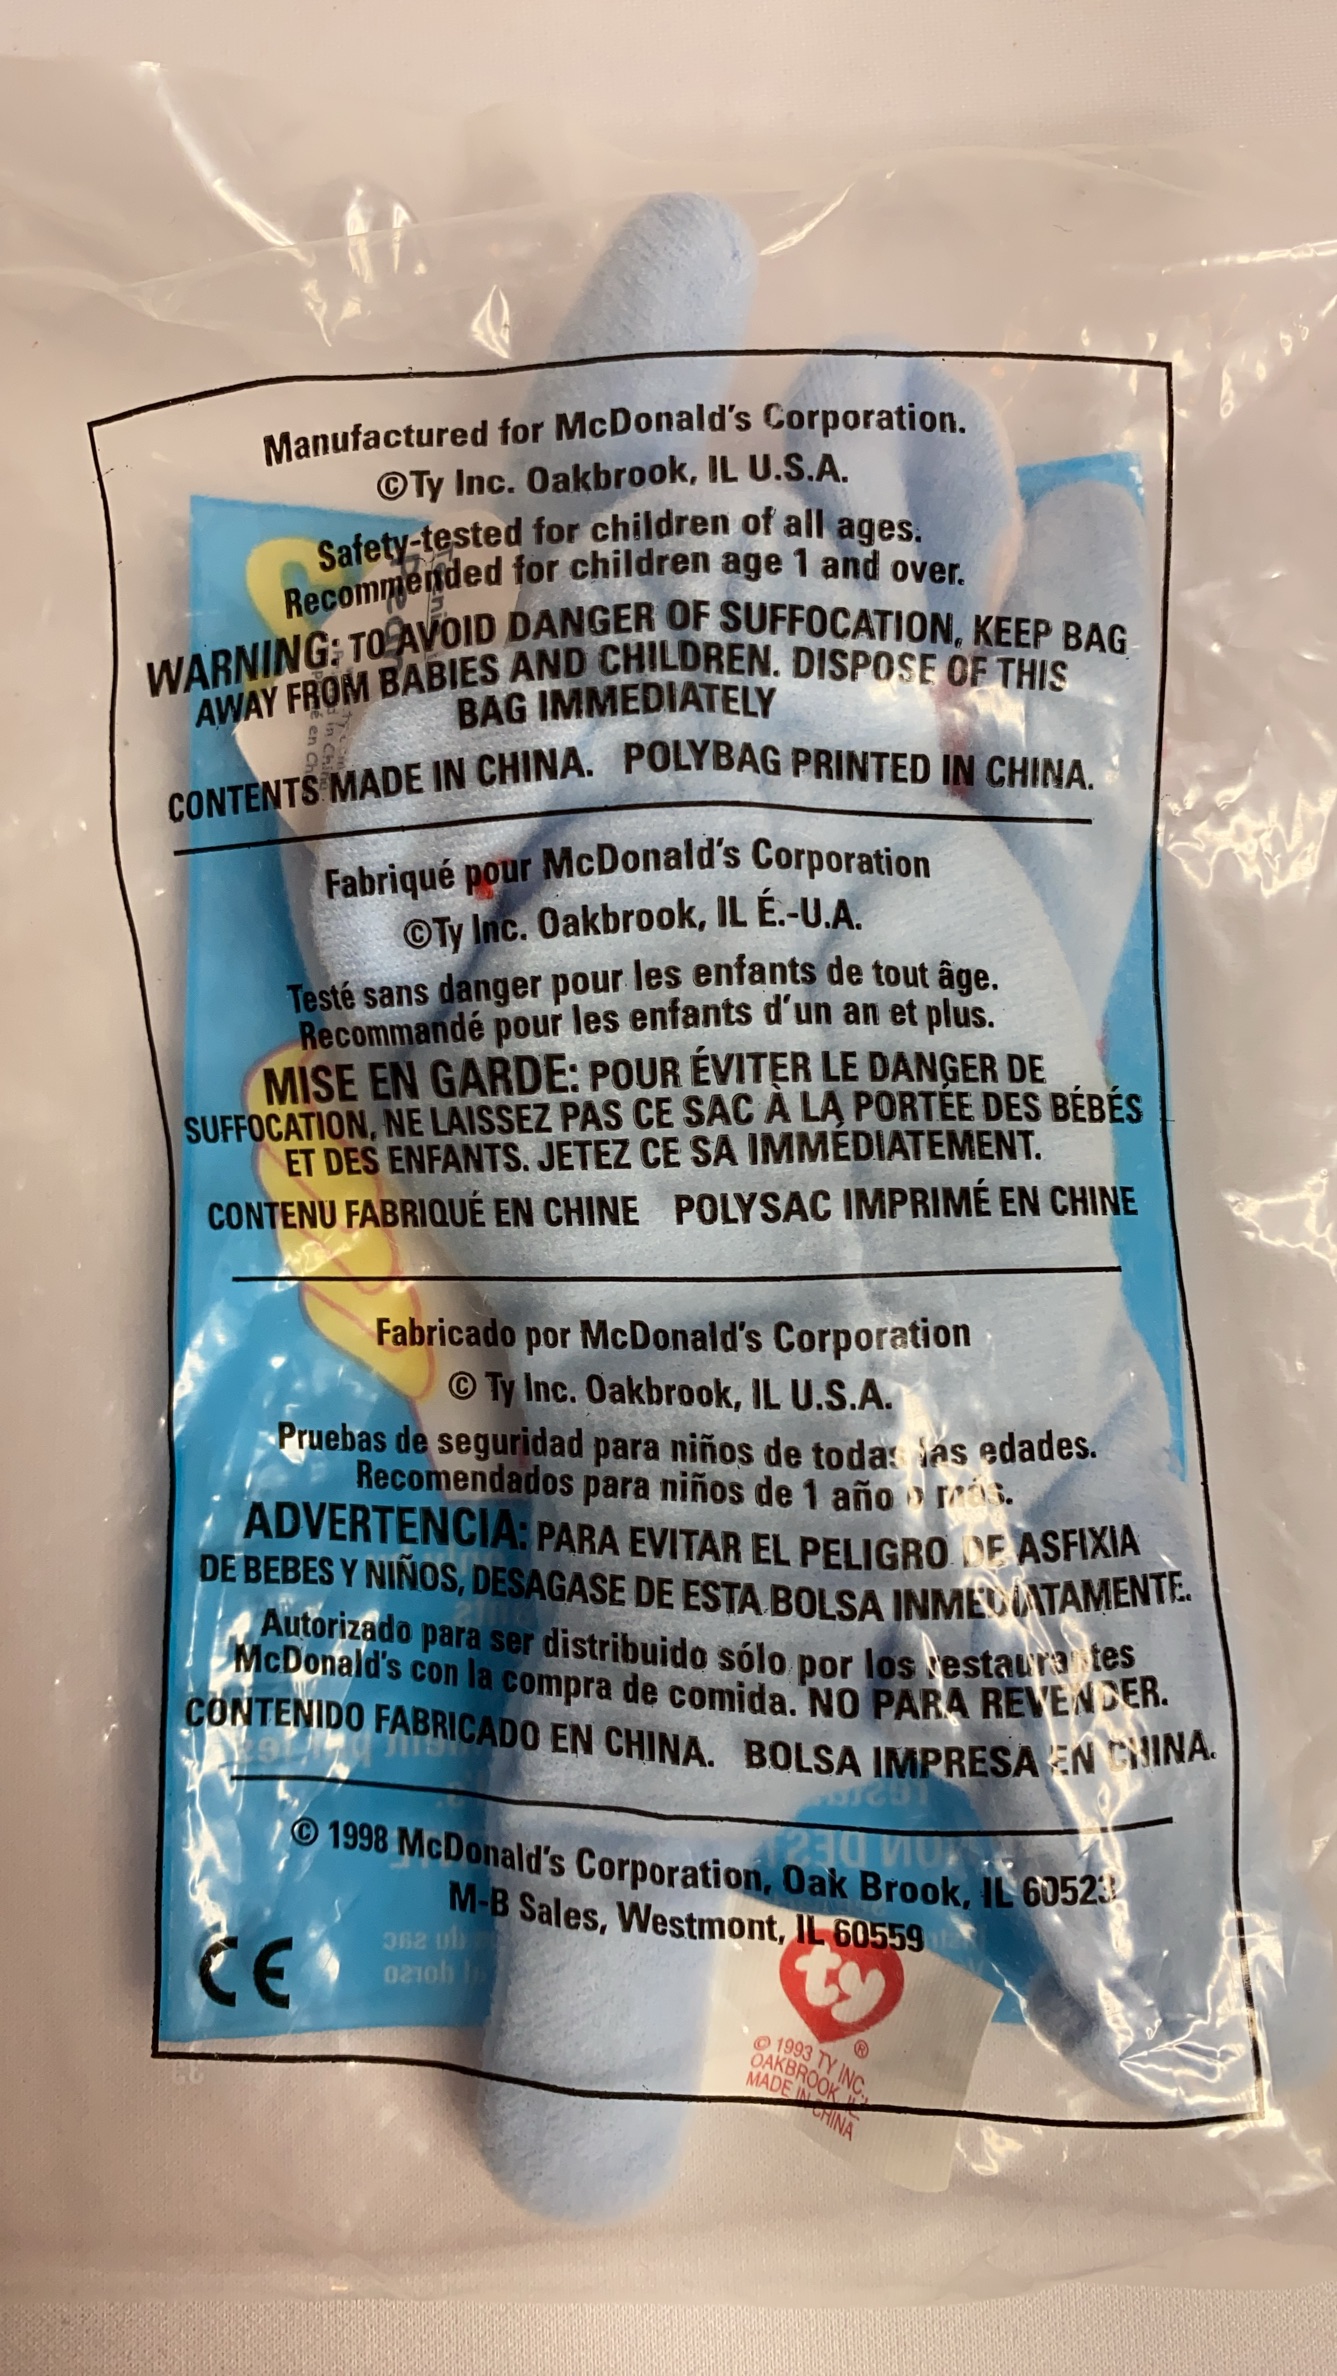 Manufactured for McDonald's Corporation.
©Ty Inc. Oakbrook, IL U.S.A.
Safety-tested for children of all ages.
Recommended for children age 1 and over.
WARNING: TO AVOID DANGER OF SUFFOCATION, KEEP BAG
AWAY FROM BABIES AND CHILDREN. DISPOSE OF THIS
BAG IMMEDIATELY
CONTENTS MADE IN CHINA. POLYBAG PRINTED IN CHINA.
Fabriqué pour McDonald's Corporation
©Ty Inc. Oakbrook, IL É.-U.A.
Testé sans danger pour les enfants de tout âge.
Recommandé pour les enfants d'un an et plus.
MISE EN GARDE: POUR ÉVITER LE DANGER DE
SUFFOCATION, NE LAISSEZ PAS CE SAC À LA PORTÉE DES BÉBÉS
ET DES ENFANTS. JETEZ CE SA IMMÉDIATEMENT.
CONTENU FABRIQUÉ EN CHINE POLYSAC IMPRIMÉ EN CHINE
Fabricado por McDonald's Corporation
© Ty Inc. Oakbrook, IL U.S.A.
Pruebas de seguridad para niños de todas las edades.
Recomendados para niños de 1 año o más.
ADVERTENCIA: PARA EVITAR EL PELIGRO DE ASFIXIA
DE BEBES Y NIÑOS, DESAGASE DE ESTA BOLSA INMEDIATAMENTE.
Autorizado para ser distribuido sólo por los restaurantes
McDonald's con la compra de comida. NO PARA REVENDER.
CONTENIDO FABRICADO EN CHINA. BOLSA IMPRESA EN CHINA.
© 1998 McDonald's Corporation, Oak Brook, IL 60523
M-B Sales, Westmont, IL 60559
CE
ty
®
© 1993 TY INC.,
OAKBROOK, IL
MADE IN CHINA